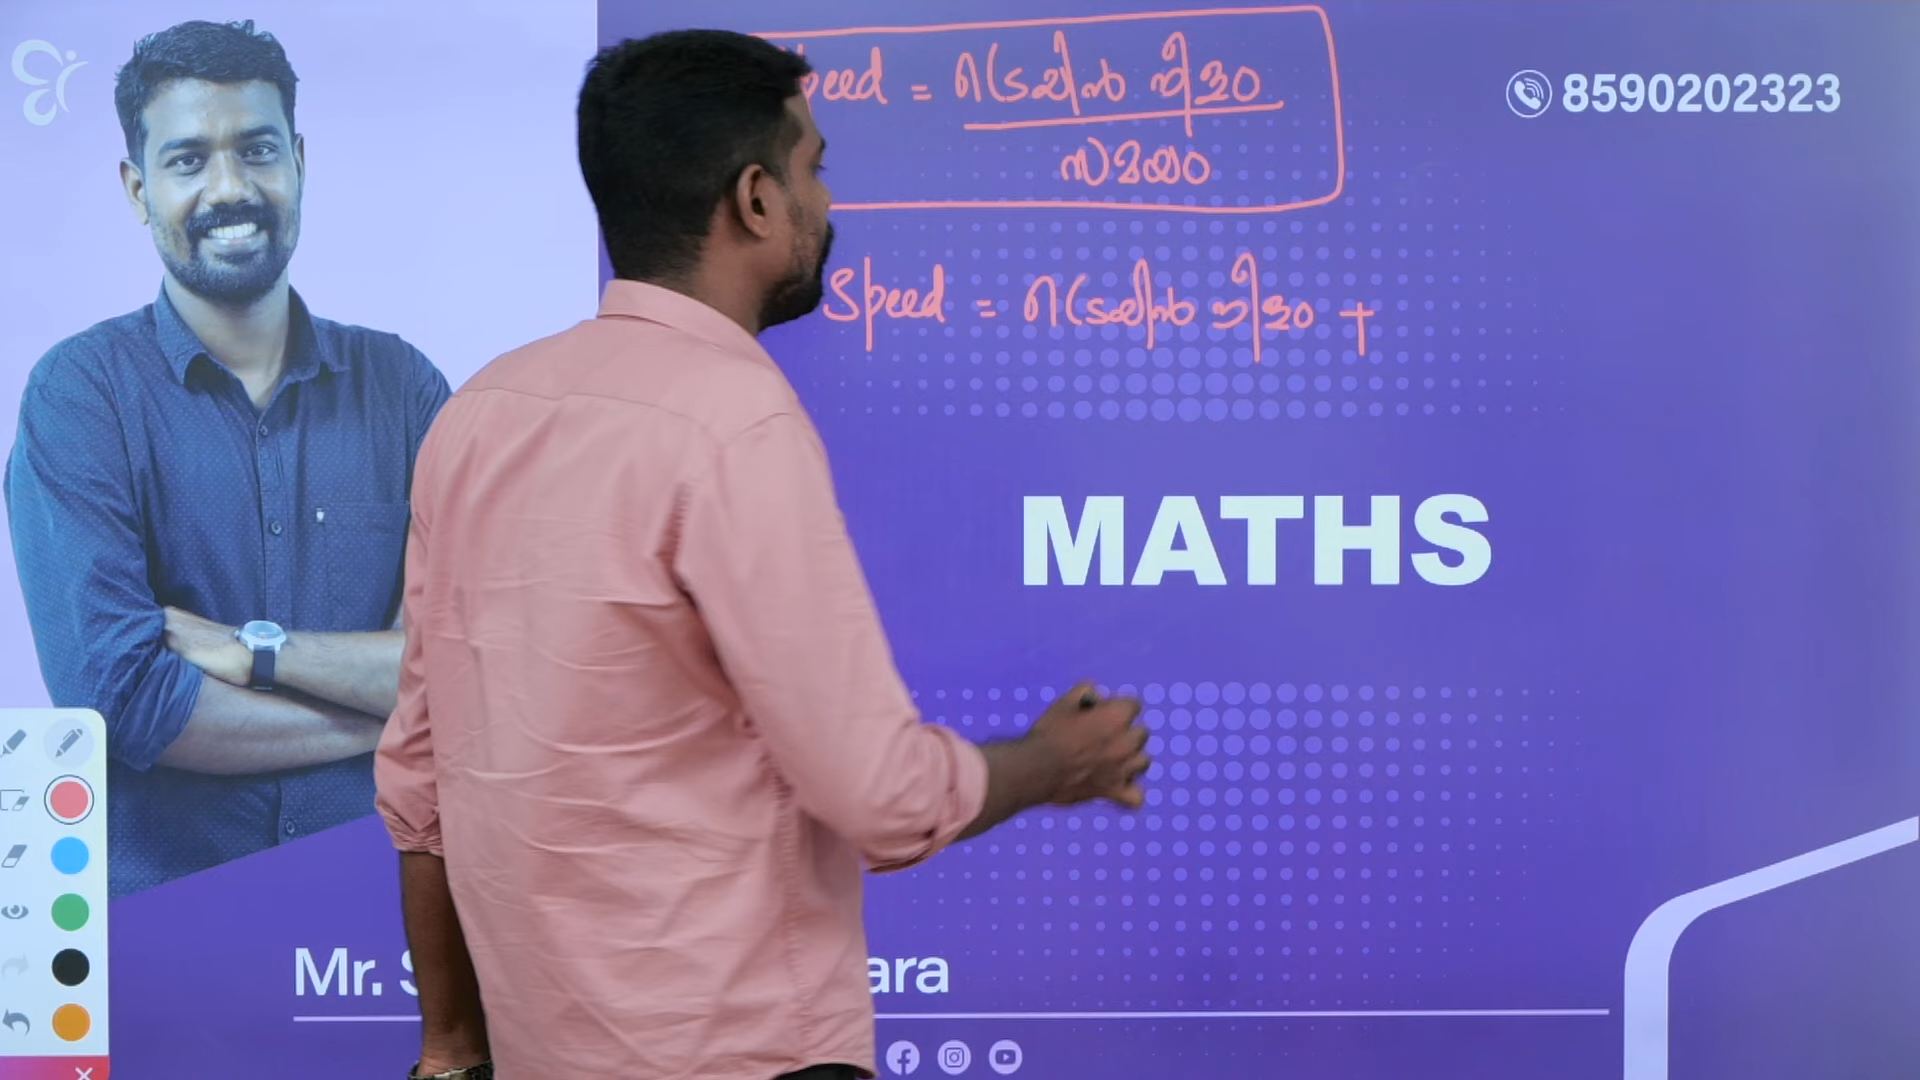 8590202323
peed = ട്രെയിൻ നീളം
സമയം
Speed = ട്രെയിൻ നീളം +
MATHS
Mr. S
ara